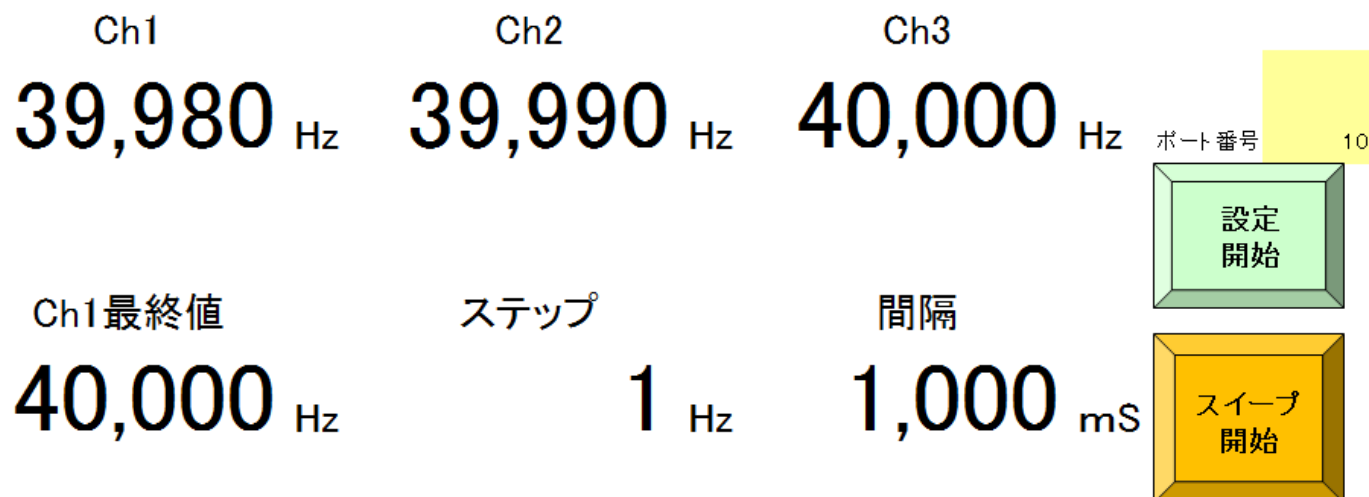 Ch1 Ch2 Ch3
39,980 Hz 39,990 Hz 40,000 Hz
ポート番号 10
設定
開始
Ch1最終値 ステップ 間隔
40,000 Hz 1 Hz 1,000 mS
スイープ
開始